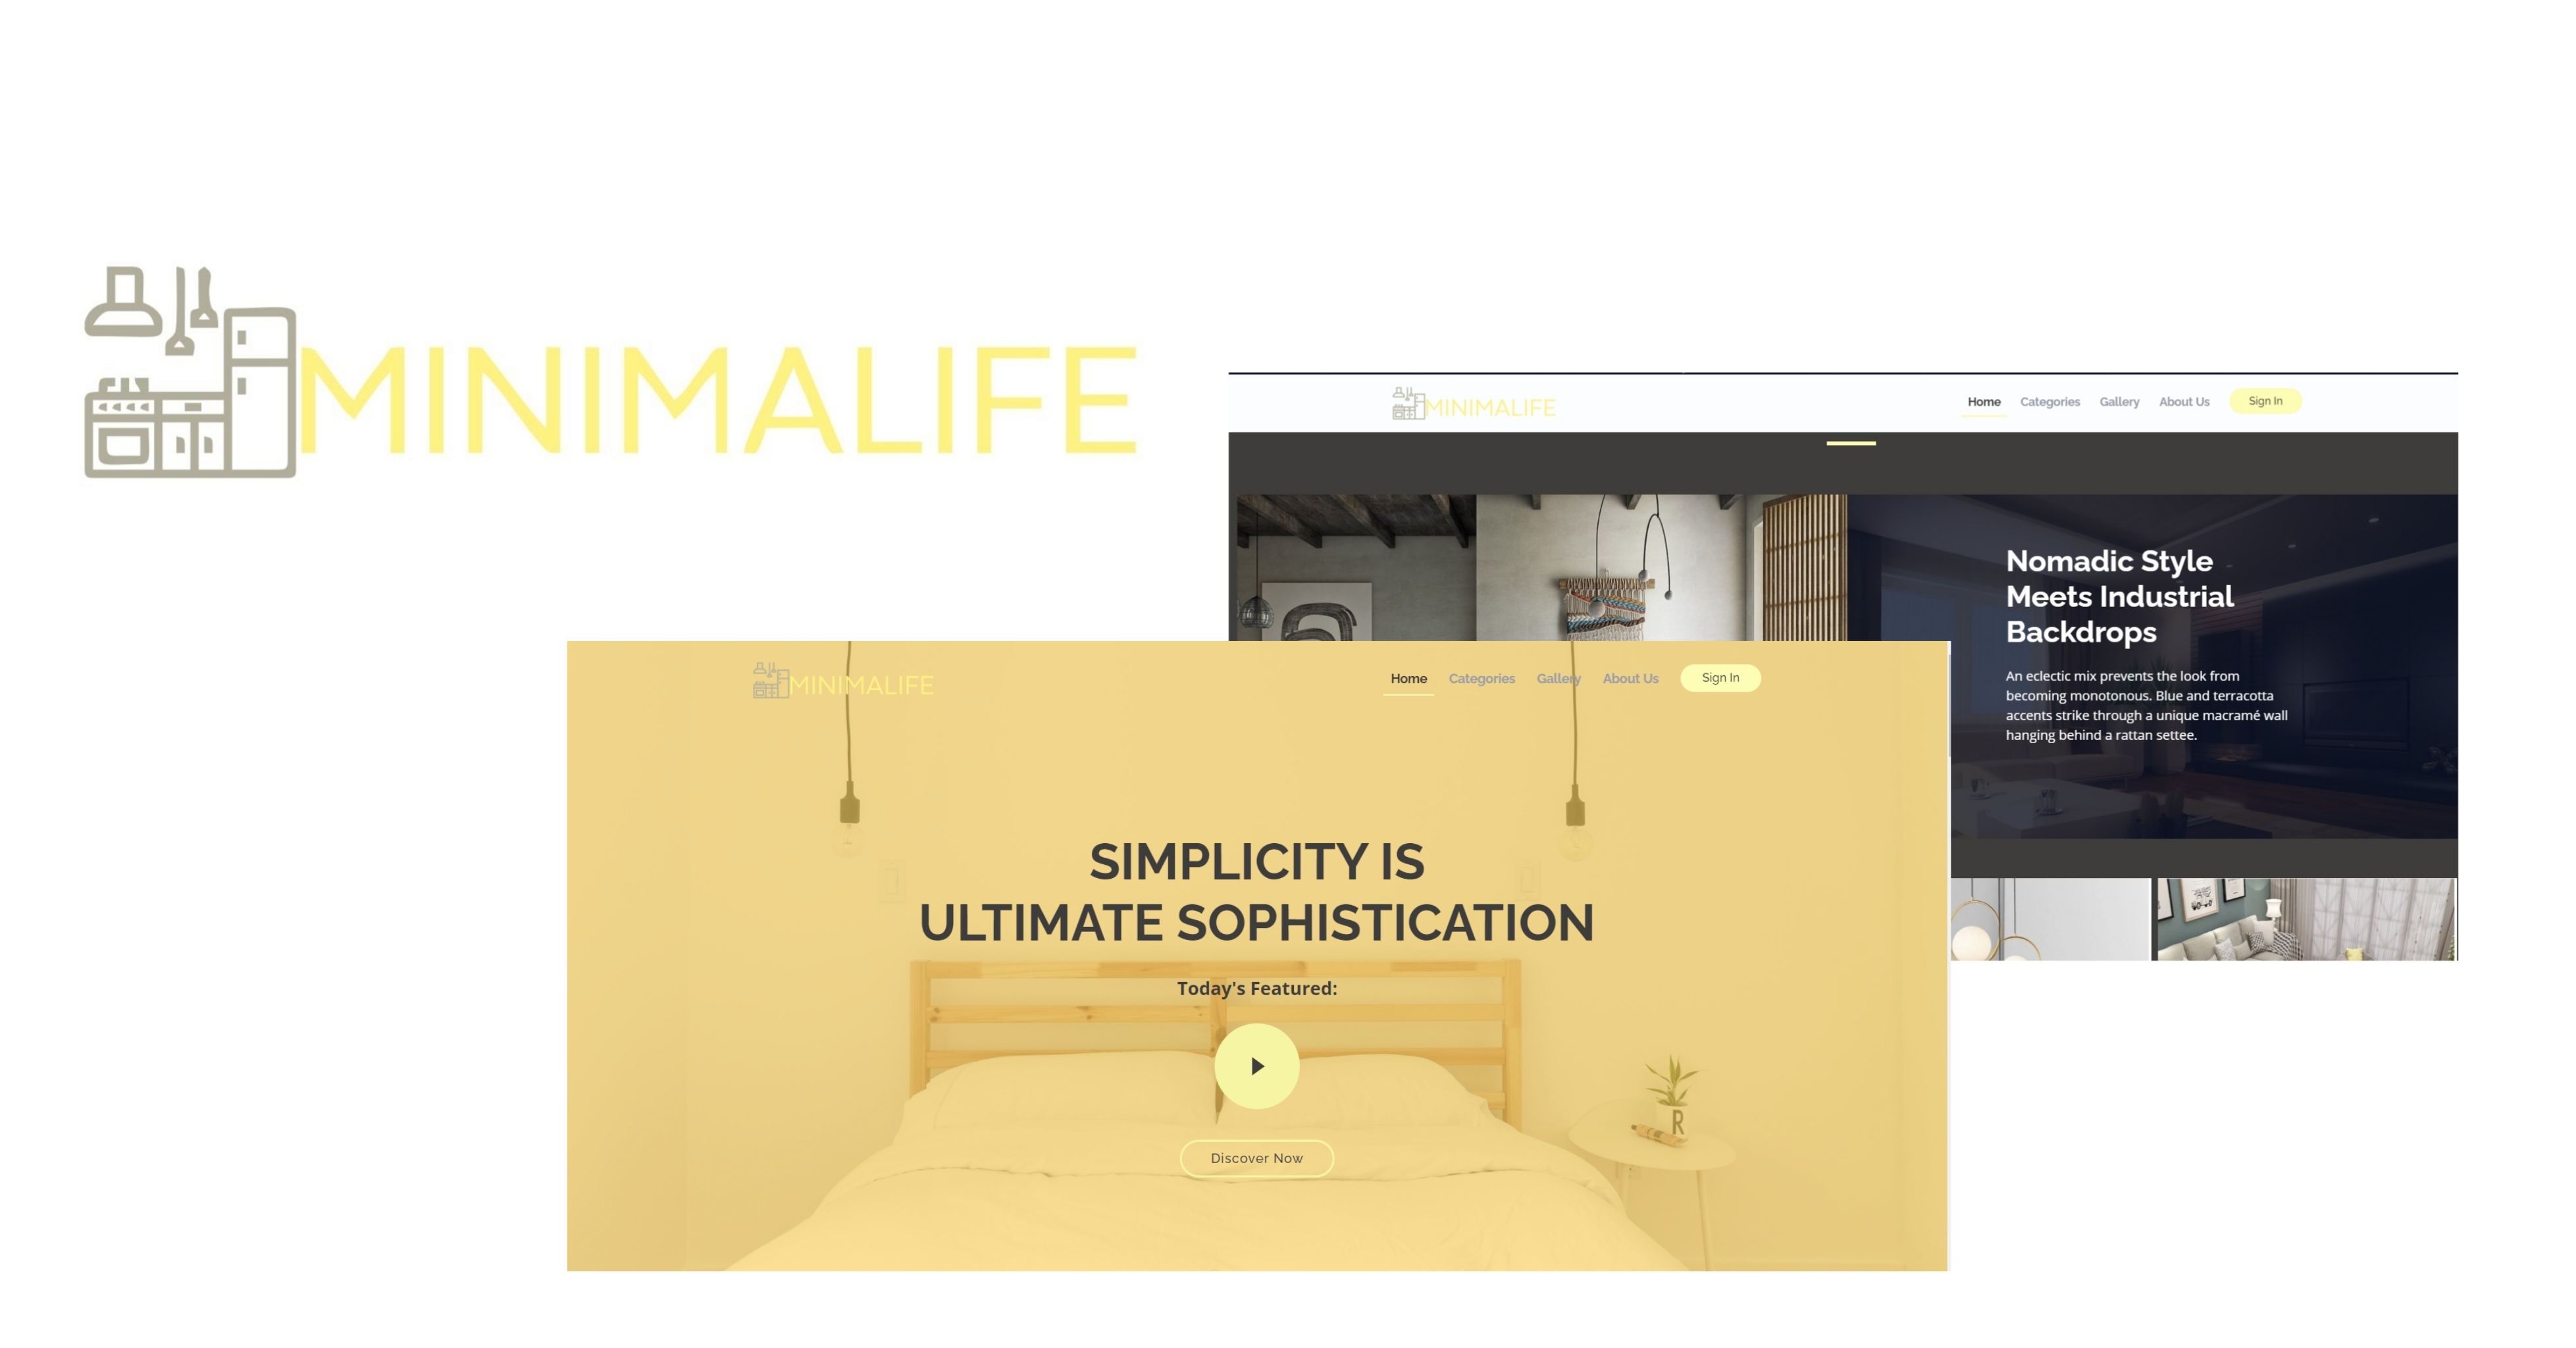 MINIMALIFE
MINIMALIFE
Home Categories Gallery About Us Sign In
Nomadic Style
Meets Industrial
Backdrops
An eclectic mix prevents the look from
becoming monotonous. Blue and terracotta
accents strike through a unique macramé wall
hanging behind a rattan settee.
MINIMALIFE
Home Categories Gallery About Us Sign In
SIMPLICITY IS
ULTIMATE SOPHISTICATION
Today's Featured:
R
Discover Now